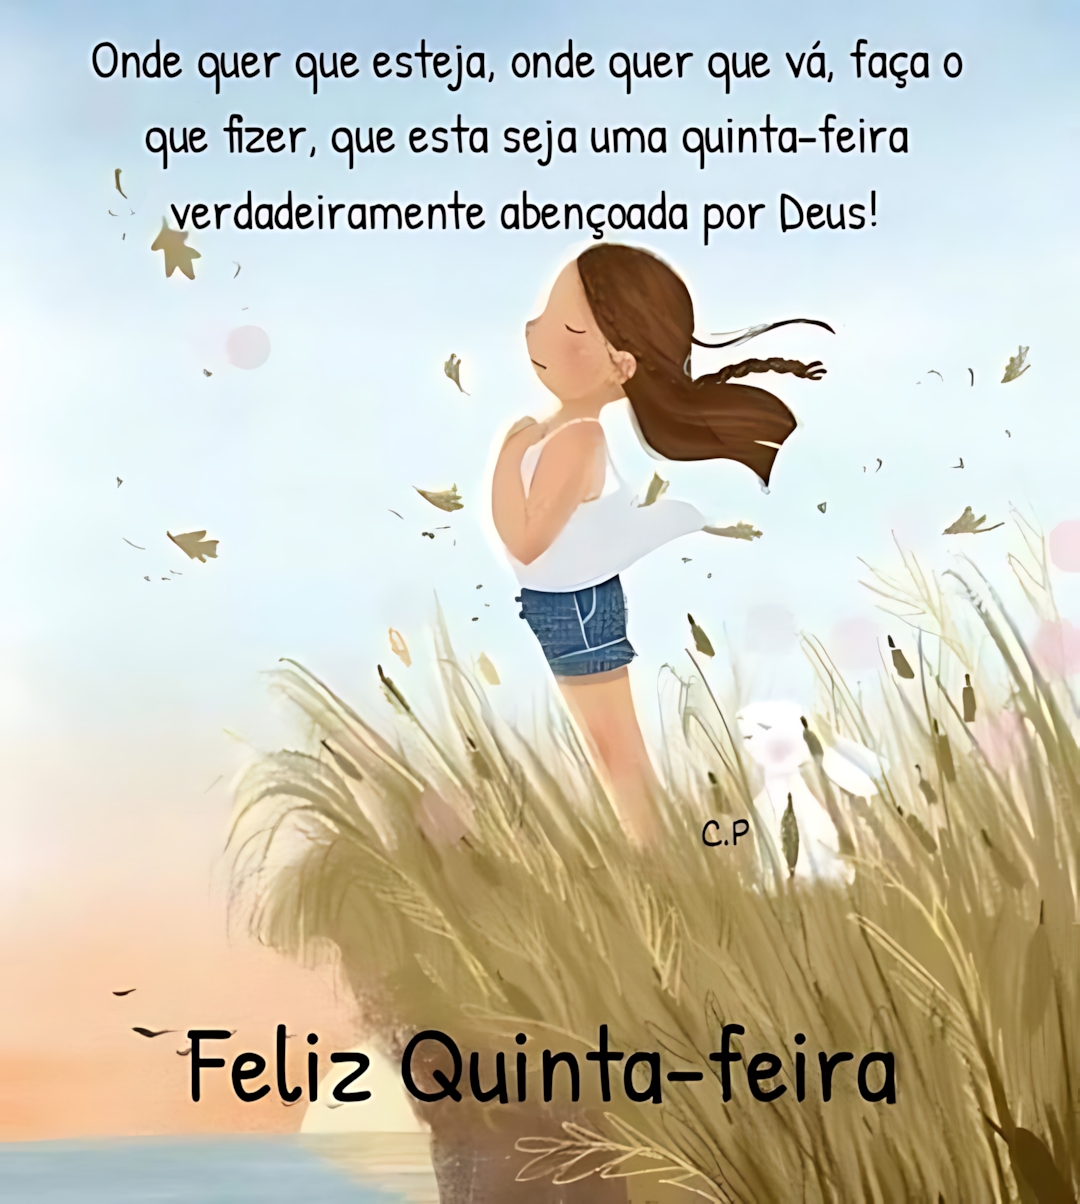 Onde quer que esteja, onde quer que vá, faça o
que fizer, que esta seja uma quinta-feira
verdadeiramente abençoada por Deus!
C.P
Feliz Quinta-feira